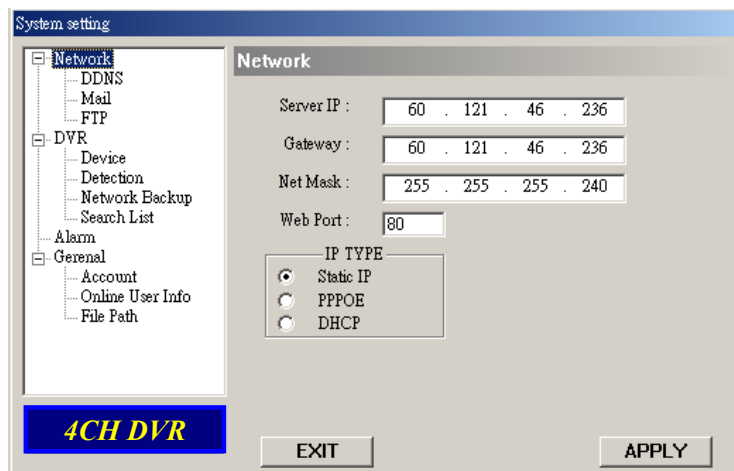 System setting
Network
DDNS
Mail
FTP
DVR
Device
Detection
Network Backup
Search List
Alarm
Gerenal
Account
Online User Info
File Path
4CH DVR
Network
Server IP : 60 . 121 . 46 . 236
Gateway : 60 . 121 . 46 . 236
Net Mask : 255 . 255 . 255 . 240
Web Port : 80
IP TYPE
Static IP
PPPOE
DHCP
EXIT
APPLY